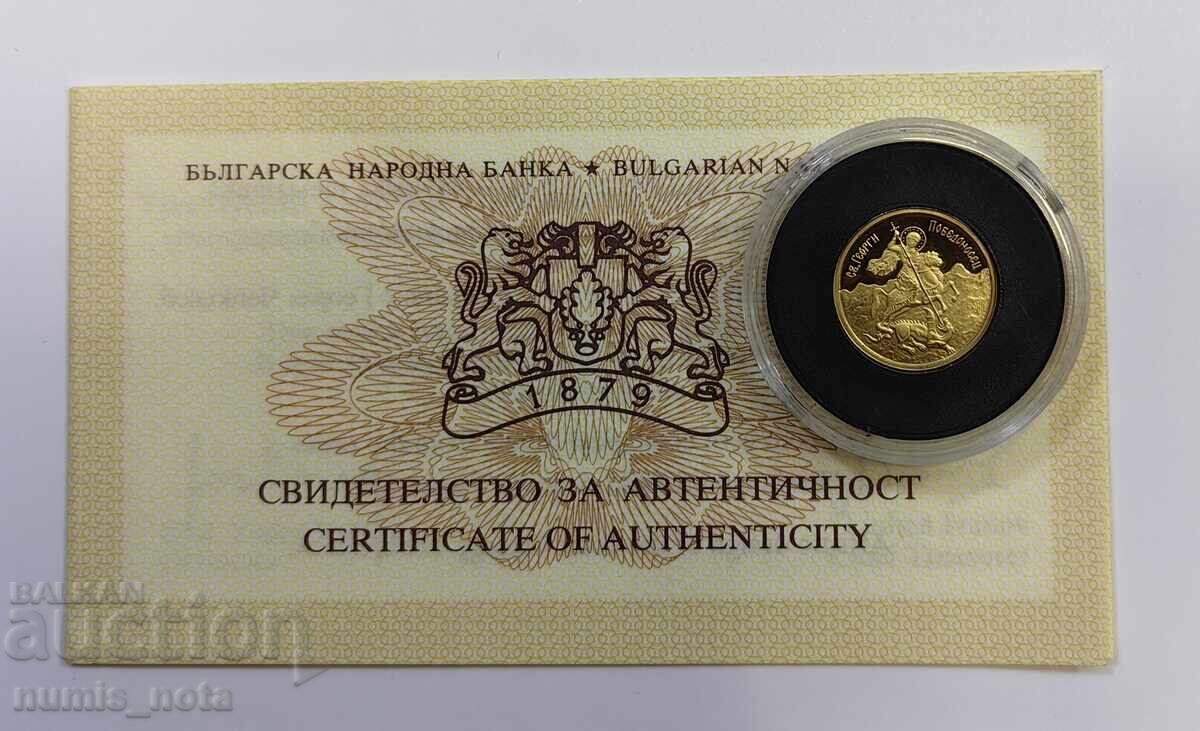 БЪЛГАРСКА НАРОДНА БАНКА ★ BULGARIAN N
СВ. ГЕОРГИ ПОБЕДОНОСЕЦ
1879
СВИДЕТЕЛСТВО ЗА АВТЕНТИЧНОСТ
CERTIFICATE OF AUTHENTICITY
BALKAN
auction
numis_nota